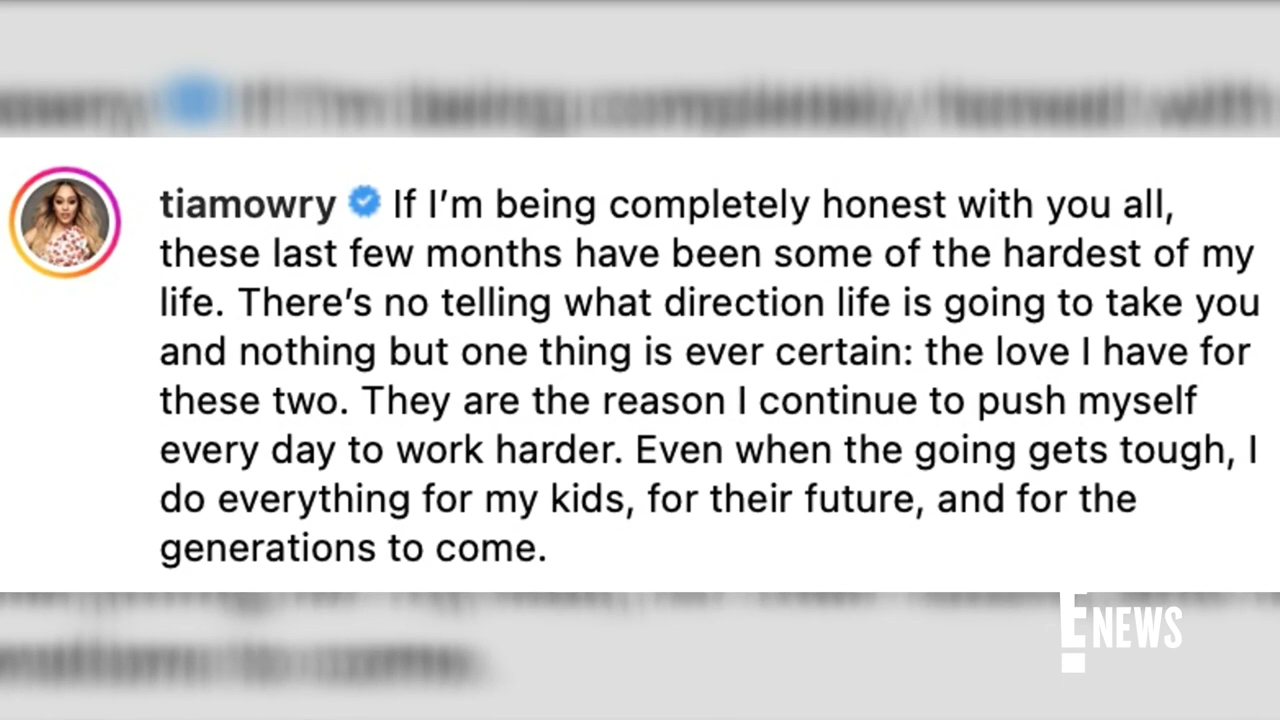 tiamowry If I’m being completely honest with you all,
these last few months have been some of the hardest of my
life. There’s no telling what direction life is going to take you
and nothing but one thing is ever certain: the love I have for
these two. They are the reason I continue to push myself
every day to work harder. Even when the going gets tough, I
do everything for my kids, for their future, and for the
generations to come.
E NEWS